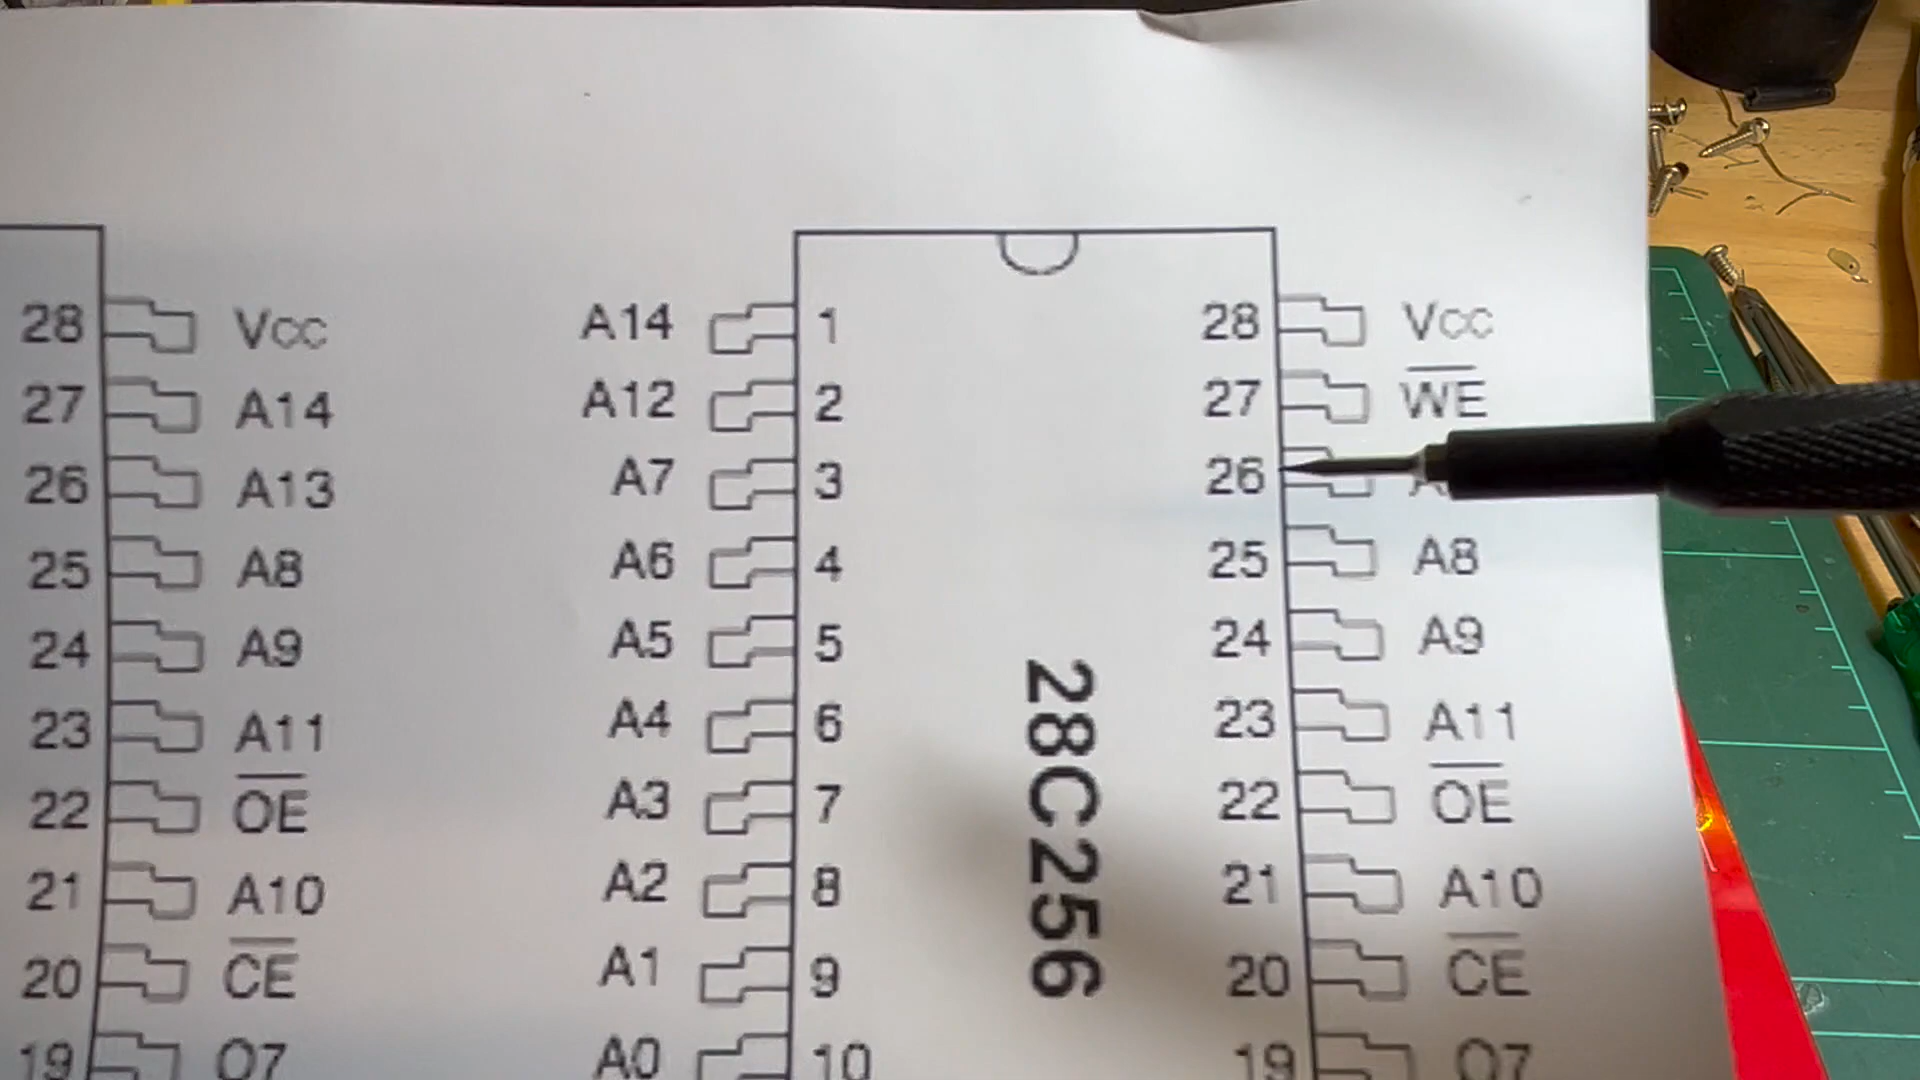 28 Vcc
27 A14
26 A13
25 A8
24 A9
23 A11
22 OE
21 A10
20 CE
19 O7
A14 1 28 Vcc
A12 2 27 WE
A7 3 26
A6 4 25 A8
A5 5 24 A9
A4 6 23 A11
A3 7 22 OE
A2 8 21 A10
A1 9 20 CE
A0 10 19 O7
28C256